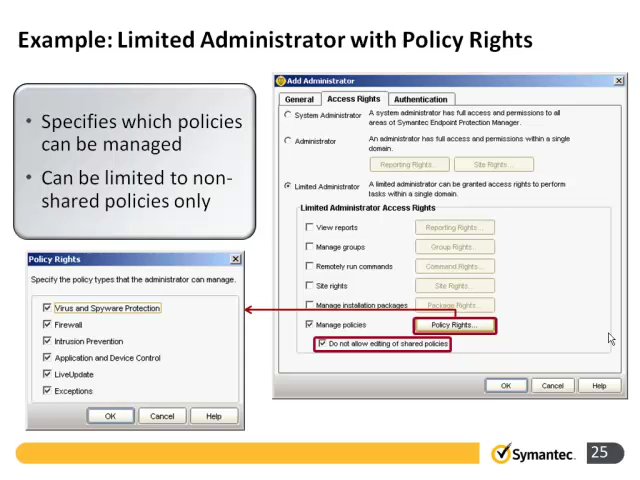 Example: Limited Administrator with Policy Rights
• Specifies which policies
can be managed
• Can be limited to non-
shared policies only
Add Administrator
General
Access Rights
Authentication
System Administrator
A system administrator has full access and permissions to all
areas of Symantec Endpoint Protection Manager.
Administrator
An administrator has full access and permissions within a single
domain.
Reporting Rights...
Site Rights ...
Limited Administrator
A limited administrator can be granted access rights to perform
tasks within a single domain.
Limited Administrator Access Rights
View reports
Reporting Rights...
Manage groups
Group Rights...
Remotely run commands
Command Rights...
Site rights
Site Rights ...
Manage installation packages
Package Rights...
Manage policies
Policy Rights...
Do not allow editing of shared policies
OK
Cancel
Help
Policy Rights
Specify the policy types that the administrator can manage.
Virus and Spyware Protection
Firewall
Intrusion Prevention
Application and Device Control
LiveUpdate
Exceptions
OK
Cancel
Help
Symantec.
25